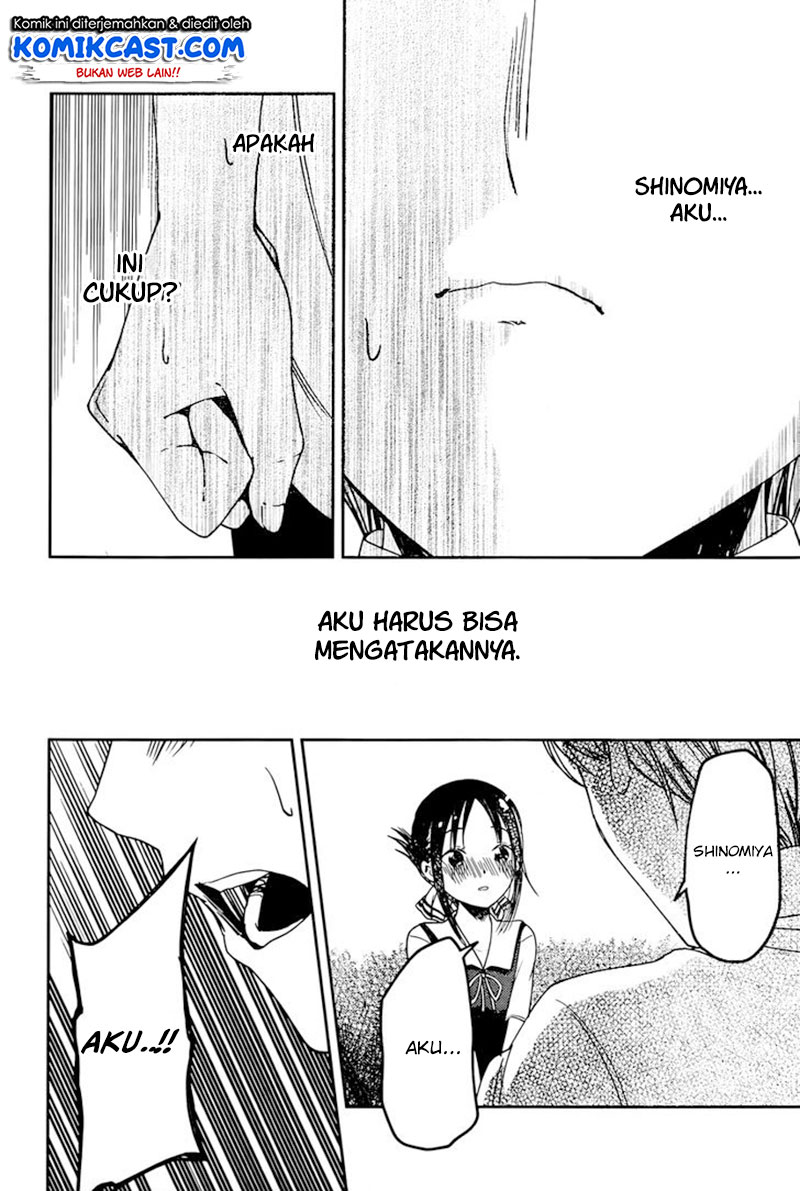 Komik ini diterjemahkan & diedit oleh
KOMIKCAST.COM
BUKAN WEB LAIN!!
SHINOMIYA...
AKU...
APAKAH
INI
CUKUP?
AKU HARUS BISA
MENGATAKANNYA.
SHINOMIYA
...
AKU...
AKU..!!